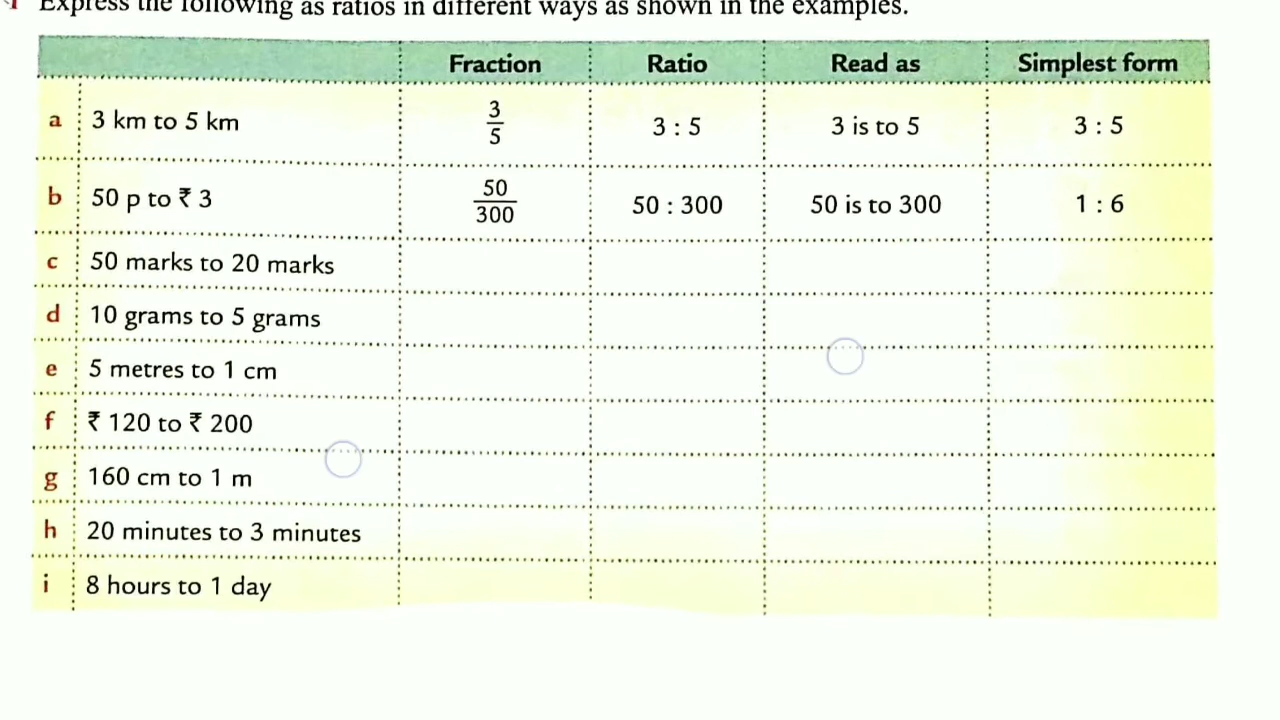 Express the following as ratios in different ways as shown in the examples.
Fraction Ratio Read as Simplest form
a 3 km to 5 km 3/5 3 : 5 3 is to 5 3 : 5
b 50 p to ₹ 3 50/300 50 : 300 50 is to 300 1 : 6
c 50 marks to 20 marks
d 10 grams to 5 grams
e 5 metres to 1 cm
f ₹ 120 to ₹ 200
g 160 cm to 1 m
h 20 minutes to 3 minutes
i 8 hours to 1 day